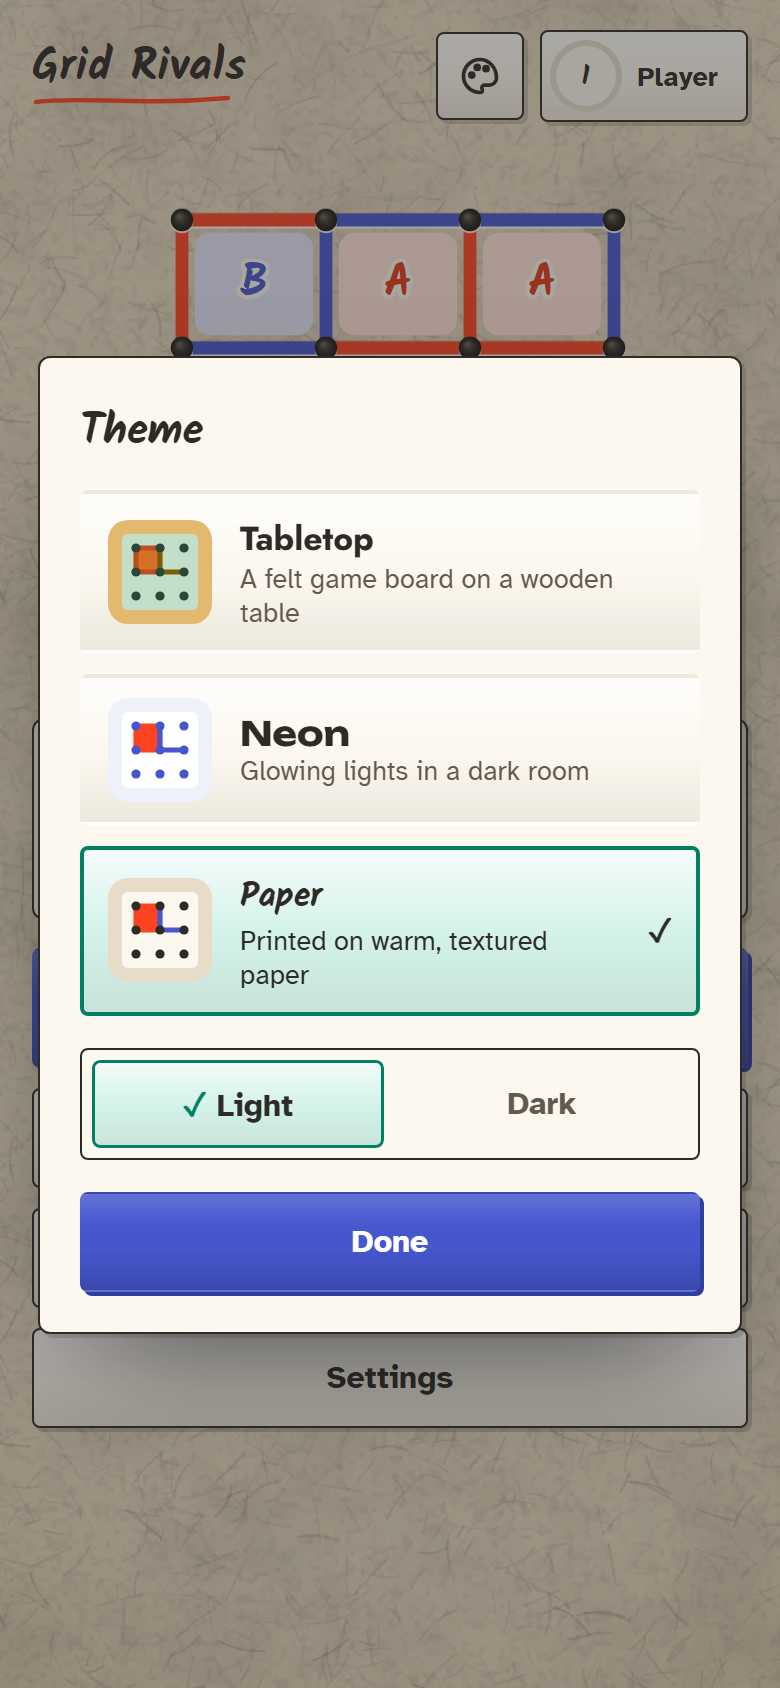 Grid Rivals
1
Player
B
A
A
Theme
Tabletop
A felt game board on a wooden
table
Neon
Glowing lights in a dark room
Paper
Printed on warm, textured
paper
✓
✓ Light
Dark
Done
Settings